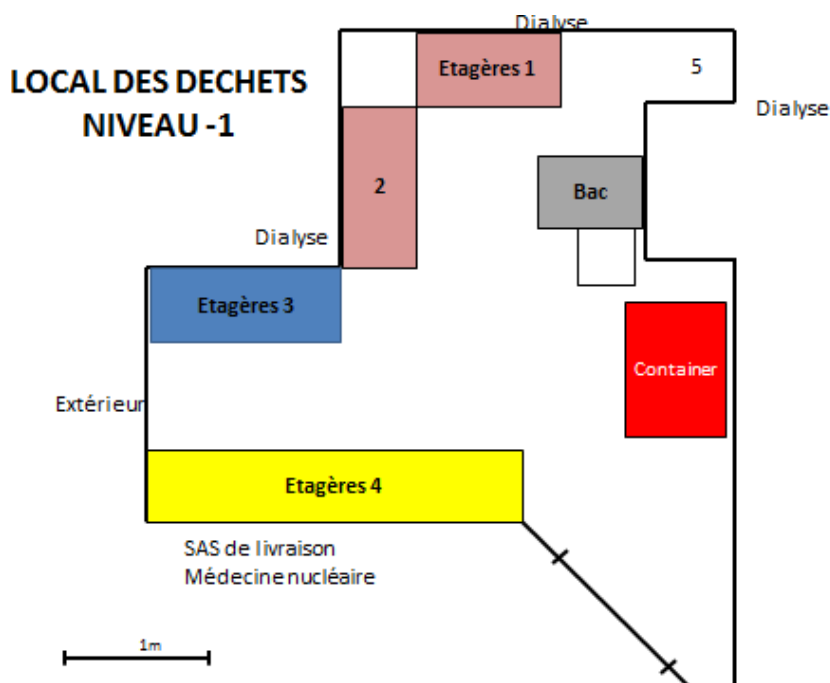 Dialyse
LOCAL DES DECHETS
NIVEAU -1
Etagères 1
5
Dialyse
2
Bac
Dialyse
Etagères 3
Container
Extérieur
Etagères 4
SAS de livraison
Médecine nucléaire
1m